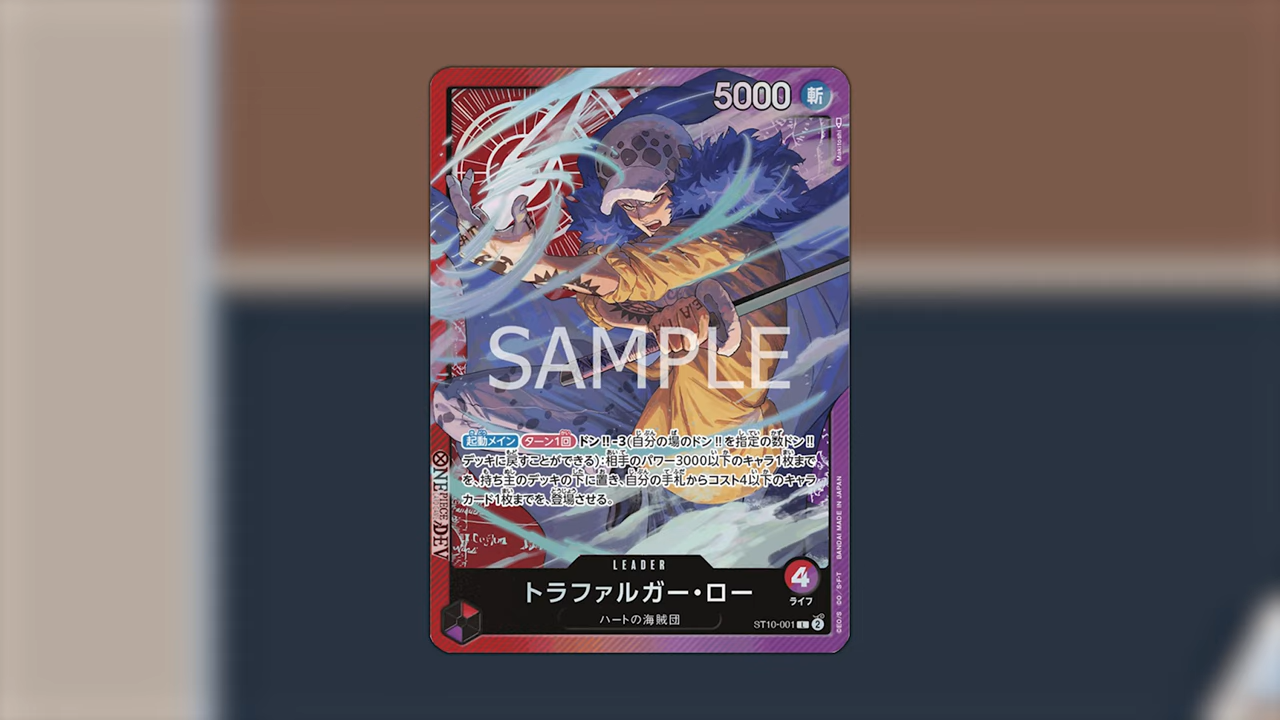 5000 斬
Makitoshi
SAMPLE
起動メイン ターン1回 ドン!!-3(自分の場のドン!!を指定の数ドン!!
デッキに戻すことができる):相手のパワー3000以下のキャラ1枚まで
を、持ち主のデッキの下に置き、自分の手札からコスト4以下のキャラ
カード1枚までを、登場させる。
ONE PIECE
LEADER
トラファルガー・ロー
4
ライフ
ハートの海賊団
ST10-001 L 2
©EO/S ©O/S・F・T BANDAI MADE IN JAPAN